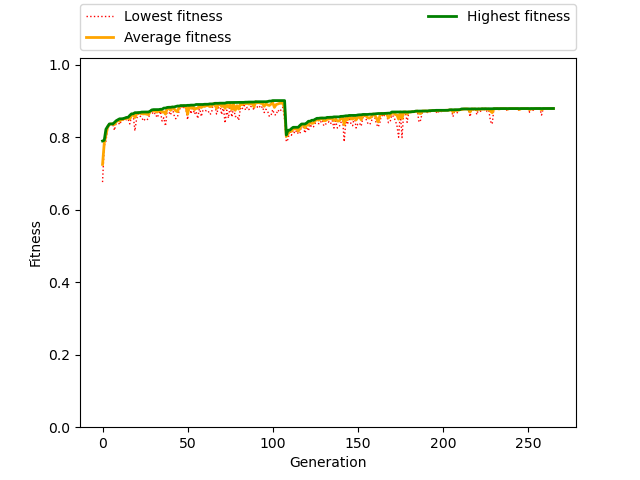 Lowest fitness
Average fitness
Highest fitness
1.0
0.8
0.6
0.4
0.2
0.0
Fitness
0 50 100 150 200 250
Generation